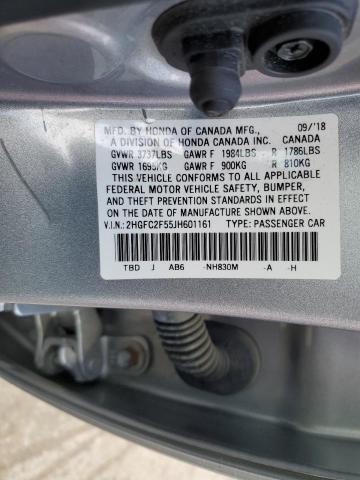 MFD. BY HONDA OF CANADA MFG., 09/'18
A DIVISION OF HONDA CANADA INC. CANADA
GVWR 3737LBS GAWR F 1984LBS R 1786LBS
GVWR 1695KG GAWR F 900KG R 810KG
THIS VEHICLE CONFORMS TO ALL APPLICABLE
FEDERAL MOTOR VEHICLE SAFETY, BUMPER,
AND THEFT PREVENTION STANDARDS IN EFFECT
ON THE DATE OF MANUFACTURE SHOWN ABOVE.
V.I.N.:2HGFC2F55JH601161 TYPE: PASSENGER CAR
TBD J AB6 -NH830M -A -H